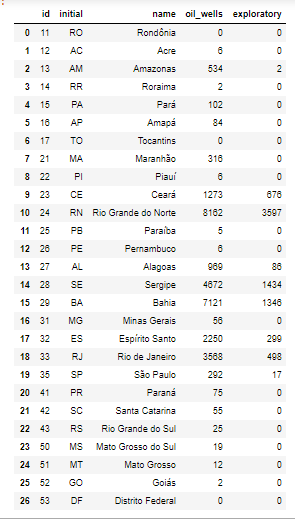 id initial name oil_wells exploratory
0 11 RO Rondônia 0 0
1 12 AC Acre 6 0
2 13 AM Amazonas 534 2
3 14 RR Roraima 2 0
4 15 PA Pará 102 0
5 16 AP Amapá 84 0
6 17 TO Tocantins 0 0
7 21 MA Maranhão 316 0
8 22 PI Piauí 6 0
9 23 CE Ceará 1273 676
10 24 RN Rio Grande do Norte 8162 3597
11 25 PB Paraíba 5 0
12 26 PE Pernambuco 6 0
13 27 AL Alagoas 969 86
14 28 SE Sergipe 4672 1434
15 29 BA Bahia 7121 1346
16 31 MG Minas Gerais 56 0
17 32 ES Espírito Santo 2250 299
18 33 RJ Rio de Janeiro 3568 498
19 35 SP São Paulo 292 17
20 41 PR Paraná 75 0
21 42 SC Santa Catarina 55 0
22 43 RS Rio Grande do Sul 25 0
23 50 MS Mato Grosso do Sul 19 0
24 51 MT Mato Grosso 12 0
25 52 GO Goiás 2 0
26 53 DF Distrito Federal 0 0